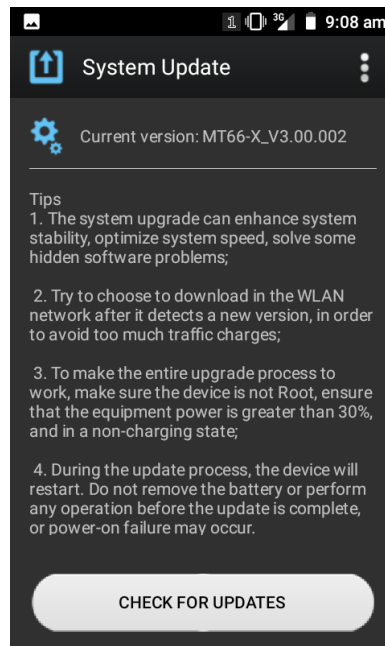 1 3G 9:08 am
System Update
Current version: MT66-X_V3.00.002
Tips
1. The system upgrade can enhance system
stability, optimize system speed, solve some
hidden software problems;
2. Try to choose to download in the WLAN
network after it detects a new version, in order
to avoid too much traffic charges;
3. To make the entire upgrade process to
work, make sure the device is not Root, ensure
that the equipment power is greater than 30%,
and in a non-charging state;
4. During the update process, the device will
restart. Do not remove the battery or perform
any operation before the update is complete,
or power-on failure may occur.
CHECK FOR UPDATES